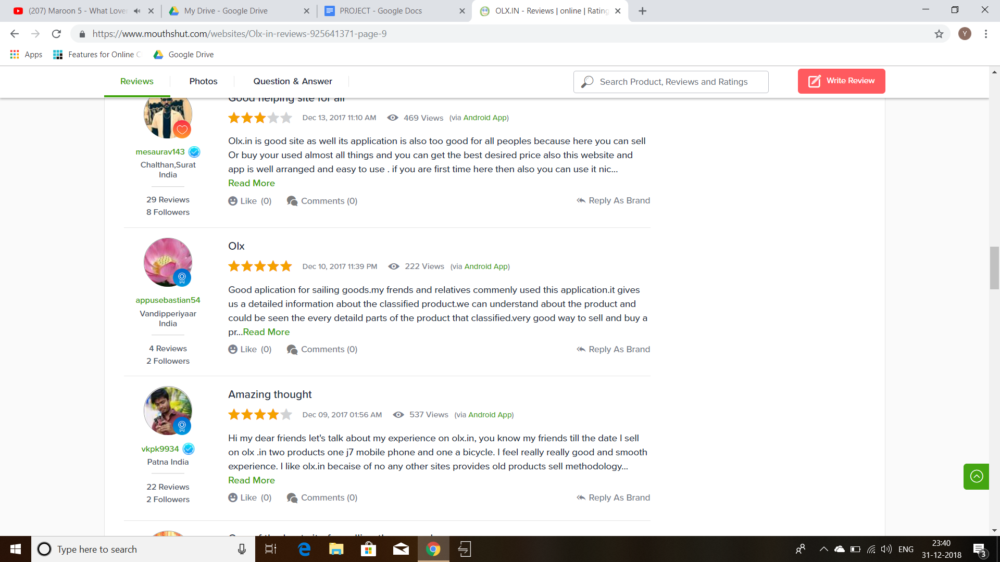 (207) Maroon 5 - What Lover
My Drive - Google Drive
PROJECT - Google Docs
OLX.IN - Reviews | online | Rating
https://www.mouthshut.com/websites/Olx-in-reviews-925641371-page-9
Y
Apps
Features for Online C
Google Drive
Reviews
Photos
Question & Answer
Search Product, Reviews and Ratings
Write Review
Good helping site for all
Dec 13, 2017 11:10 AM 469 Views (via Android App)
Olx.in is good site as well its application is also too good for all peoples because here you can sell
Or buy your used almost all things and you can get the best desired price also this website and
app is well arranged and easy to use . if you are first time here then also you can use it nic...
Read More
Like (0) Comments (0) Reply As Brand
mesaurav143
Chalthan,Surat
India
29 Reviews
8 Followers
Olx
Dec 10, 2017 11:39 PM 222 Views (via Android App)
Good aplication for sailing goods.my frends and relatives commenly used this application.it gives
us a detailed information about the classified product.we can understand about the product and
could be seen the every detaild parts of the product that classified.very good way to sell and buy a
pr...Read More
Like (0) Comments (0) Reply As Brand
appusebastian54
Vandipperiyaar
India
4 Reviews
2 Followers
Amazing thought
Dec 09, 2017 01:56 AM 537 Views (via Android App)
Hi my dear friends let's talk about my experience on olx.in, you know my friends till the date I sell
on olx .in two products one j7 mobile phone and one a bicycle. I feel really really good and smooth
experience. I like olx.in becaise of no any other sites provides old products sell methodology...
Read More
Like (0) Comments (0) Reply As Brand
vkpk9934
Patna India
22 Reviews
2 Followers
Type here to search
ENG
23:40
31-12-2018
3